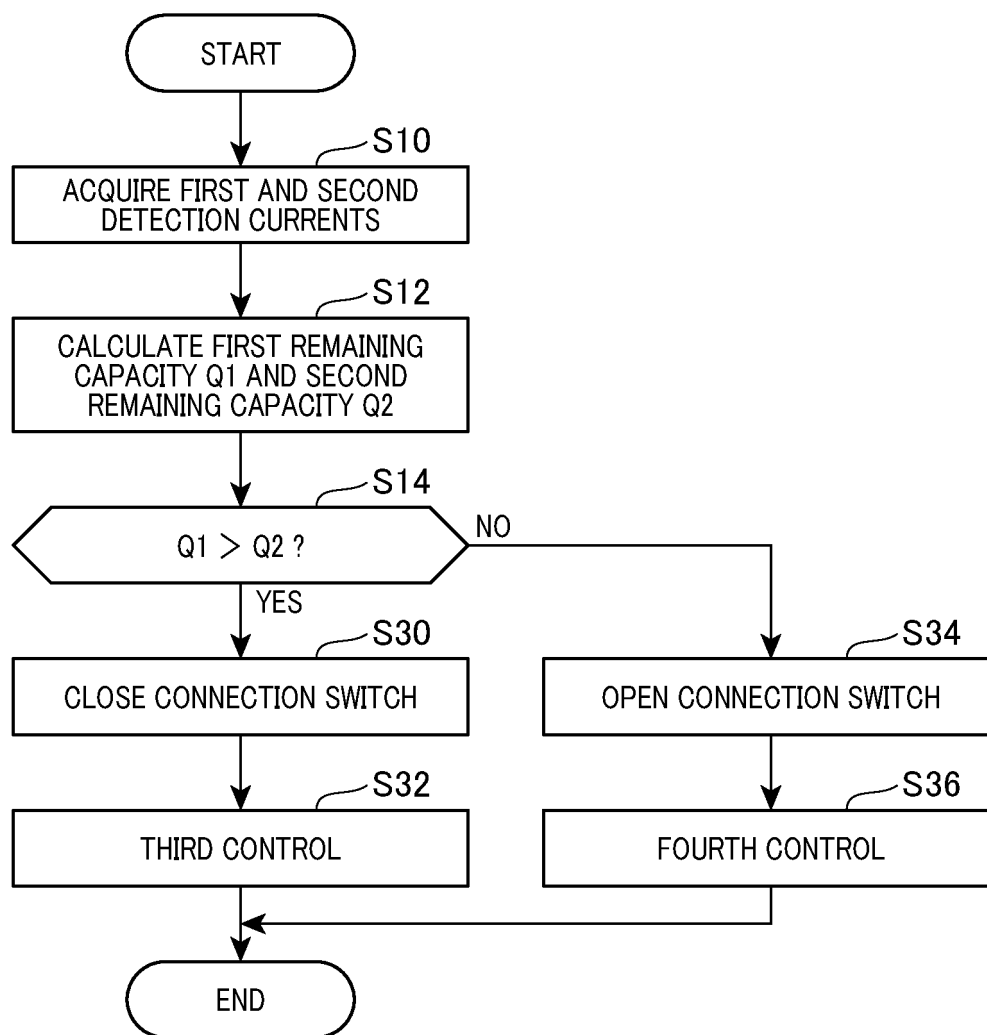 START
S10
ACQUIRE FIRST AND SECOND
DETECTION CURRENTS
S12
CALCULATE FIRST REMAINING
CAPACITY Q1 AND SECOND
REMAINING CAPACITY Q2
S14
Q1 > Q2 ?
NO
YES
S30
CLOSE CONNECTION SWITCH
S34
OPEN CONNECTION SWITCH
S32
THIRD CONTROL
S36
FOURTH CONTROL
END